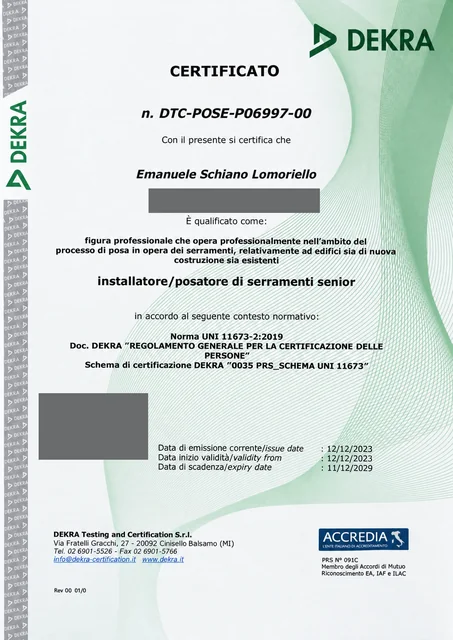 DEKRA
CERTIFICATO
n. DTC-POSE-P06997-00
Con il presente si certifica che
Emanuele Schiano Lomoriello
È qualificato come:
figura professionale che opera professionalmente nell'ambito del
processo di posa in opera dei serramenti, relativamente ad edifici sia di nuova
costruzione sia esistenti
installatore/posatore di serramenti senior
in accordo al seguente contesto normativo:
Norma UNI 11673-2:2019
Doc. DEKRA "REGOLAMENTO GENERALE PER LA CERTIFICAZIONE DELLE
PERSONE"
Schema di certificazione DEKRA "0035 PRS_SCHEMA UNI 11673"
Data di emissione corrente/issue date : 12/12/2023
Data inizio validità/validity from : 12/12/2023
Data di scadenza/expiry date : 11/12/2029
DEKRA Testing and Certification S.r.l.
Via Fratelli Gracchi, 27 - 20092 Cinisello Balsamo (MI)
Tel. 02 6901-5526 - Fax 02 6901-5766
info@dekra-certification.it www.dekra.it
Rev 00 01/0
ACCREDIA
L'ENTE ITALIANO DI ACCREDITAMENTO
PRS N° 091C
Membro degli Accordi di Mutuo
Riconoscimento EA, IAF e ILAC
DEKRA